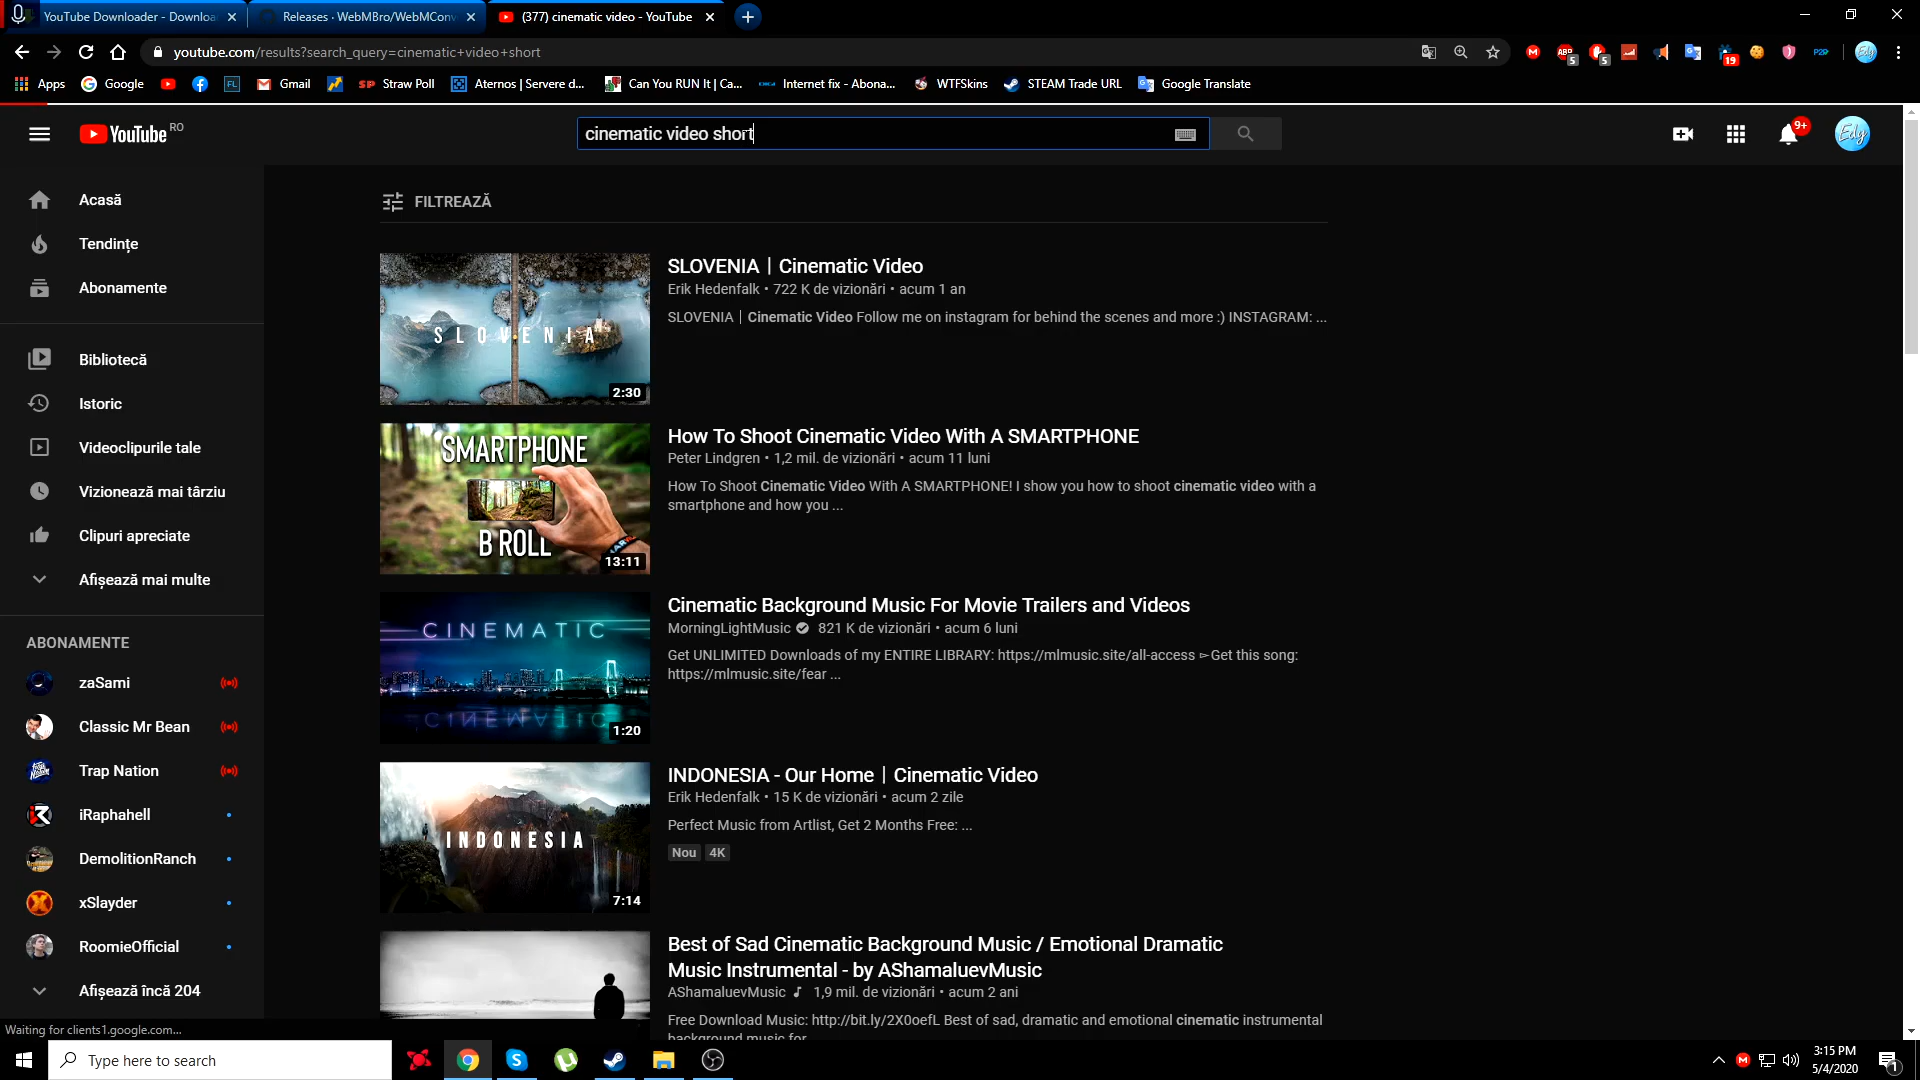 YouTube Downloader - Downloa
Releases · WebMBro/WebMConv
(377) cinematic video - YouTube
youtube.com/results?search_query=cinematic+video+short
5
5
19
P2P
Edy
Apps
Google
FL
Gmail
SP Straw Poll
Aternos | Servere d...
Can You RUN It | Ca...
Internet fix - Abona...
WTFSkins
STEAM Trade URL
Google Translate
YouTube RO
cinematic video short
9+
Edy
Acasă
Tendințe
Abonamente
Bibliotecă
Istoric
Videoclipurile tale
Vizionează mai târziu
Clipuri apreciate
Afișează mai multe
ABONAMENTE
zaSami
Classic Mr Bean
Trap Nation
iRaphahell
DemolitionRanch
xSlayder
RoomieOfficial
Afișează încă 204
FILTREAZĂ
SLOVENIA
2:30
SLOVENIA | Cinematic Video
Erik Hedenfalk • 722 K de vizionări • acum 1 an
SLOVENIA | Cinematic Video Follow me on instagram for behind the scenes and more :) INSTAGRAM: ...
SMARTPHONE
B ROLL
13:11
How To Shoot Cinematic Video With A SMARTPHONE
Peter Lindgren • 1,2 mil. de vizionări • acum 11 luni
How To Shoot Cinematic Video With A SMARTPHONE! I show you how to shoot cinematic video with a
smartphone and how you ...
CINEMATIC
1:20
Cinematic Background Music For Movie Trailers and Videos
MorningLightMusic 821 K de vizionări • acum 6 luni
Get UNLIMITED Downloads of my ENTIRE LIBRARY: https://mlmusic.site/all-access ►Get this song:
https://mlmusic.site/fear ...
INDONESIA
7:14
INDONESIA - Our Home | Cinematic Video
Erik Hedenfalk • 15 K de vizionări • acum 2 zile
Perfect Music from Artlist, Get 2 Months Free: ...
Nou 4K
Best of Sad Cinematic Background Music / Emotional Dramatic
Music Instrumental - by AShamaluevMusic
AShamaluevMusic ♪ 1,9 mil. de vizionări • acum 2 ani
Free Download Music: http://bit.ly/2X0oefL Best of sad, dramatic and emotional cinematic instrumental
background music for
Waiting for clients1.google.com...
Type here to search
3:15 PM
5/4/2020
1